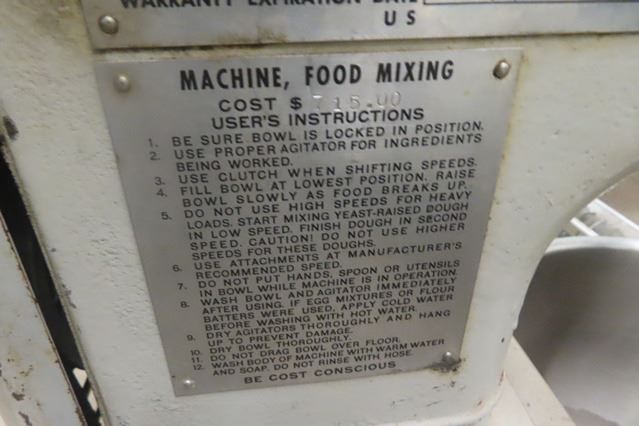 WARRANTY EXPIRATION DATE
US
MACHINE, FOOD MIXING
COST $ 715.00
USER'S INSTRUCTIONS
1. BE SURE BOWL IS LOCKED IN POSITION.
2. USE PROPER AGITATOR FOR INGREDIENTS
BEING WORKED.
3. USE CLUTCH WHEN SHIFTING SPEEDS.
4. FILL BOWL AT LOWEST POSITION. RAISE
BOWL SLOWLY AS FOOD BREAKS UP.
5. DO NOT USE HIGH SPEEDS FOR HEAVY
LOADS. START MIXING YEAST-RAISED DOUGH
IN LOW SPEED. FINISH DOUGH IN SECOND
SPEED. CAUTION! DO NOT USE HIGHER
SPEEDS FOR THESE DOUGHS.
6. USE ATTACHMENTS AT MANUFACTURER'S
RECOMMENDED SPEED.
7. DO NOT PUT HANDS, SPOON OR UTENSILS
IN BOWL WHILE MACHINE IS IN OPERATION.
8. WASH BOWL AND AGITATOR IMMEDIATELY
AFTER USING. IF EGG MIXTURES OR FLOUR
BATTERS WERE USED, APPLY COLD WATER
BEFORE WASHING WITH HOT WATER.
9. DRY AGITATORS THOROUGHLY AND HANG
UP TO PREVENT DAMAGE.
10. DRY BOWL THOROUGHLY.
11. DO NOT DRAG BOWL OVER FLOOR.
12. WASH BODY OF MACHINE WITH WARM WATER
AND SOAP. DO NOT RINSE WITH HOSE.
BE COST CONSCIOUS